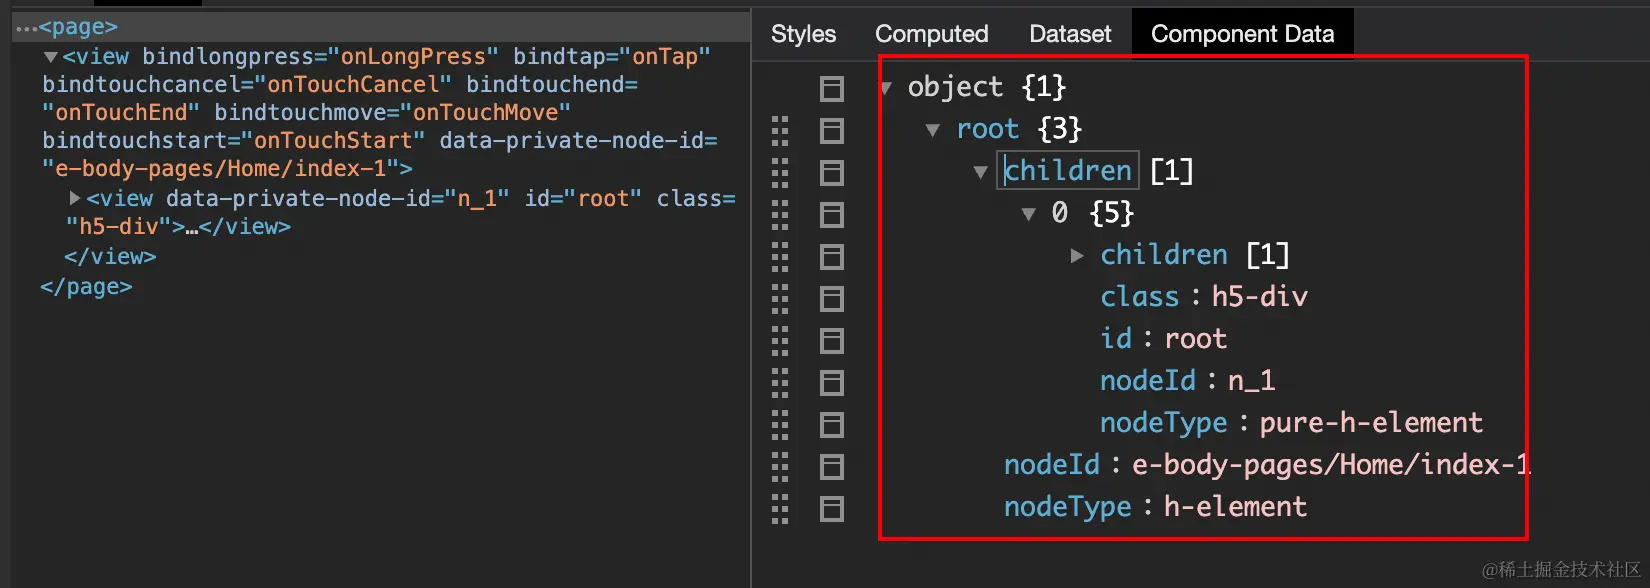 …<page>
▼<view bindlongpress="onLongPress" bindtap="onTap"
bindtouchcancel="onTouchCancel" bindtouchend=
"onTouchEnd" bindtouchmove="onTouchMove"
bindtouchstart="onTouchStart" data-private-node-id=
"e-body-pages/Home/index-1">
▶<view data-private-node-id="n_1" id="root" class=
"h5-div">…</view>
</view>
</page>
Styles Computed Dataset Component Data
▼ object {1}
▼ root {3}
▼ children [1]
▼ 0 {5}
▶ children [1]
class : h5-div
id : root
nodeId : n_1
nodeType : pure-h-element
nodeId : e-body-pages/Home/index-1
nodeType : h-element
@稀土掘金技术社区